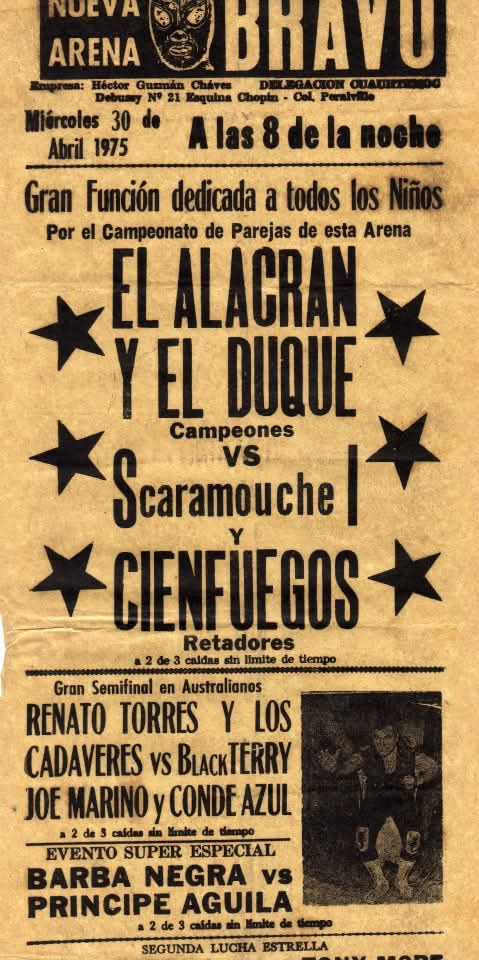 NUEVA
ARENA
BRAVO
Empresa: Héctor Guzmán Cháves DELEGACION CUAUHTEMOC
Debussy Nº 21 Esquina Chopin - Col. Peralvillo
Miércoles 30 de
Abril 1975
A las 8 de la noche
Gran Función dedicada a todos los Niños
Por el Campeonato de Parejas de esta Arena
EL ALACRAN
Y EL DUQUE
Campeones
VS
Scaramouche I
Y
CIENFUEGOS
Retadores
a 2 de 3 caidas sin limite de tiempo
Gran Semifinal en Australianos
RENATO TORRES Y LOS
CADAVERES VS BLACK TERRY
JOE MARINO y CONDE AZUL
a 2 de 3 caídas sin límite de tiempo
EVENTO SUPER ESPECIAL
BARBA NEGRA VS
PRINCIPE AGUILA
a 2 de 3 caídas sin límite de tiempo
SEGUNDA LUCHA ESTRELLA
TONY